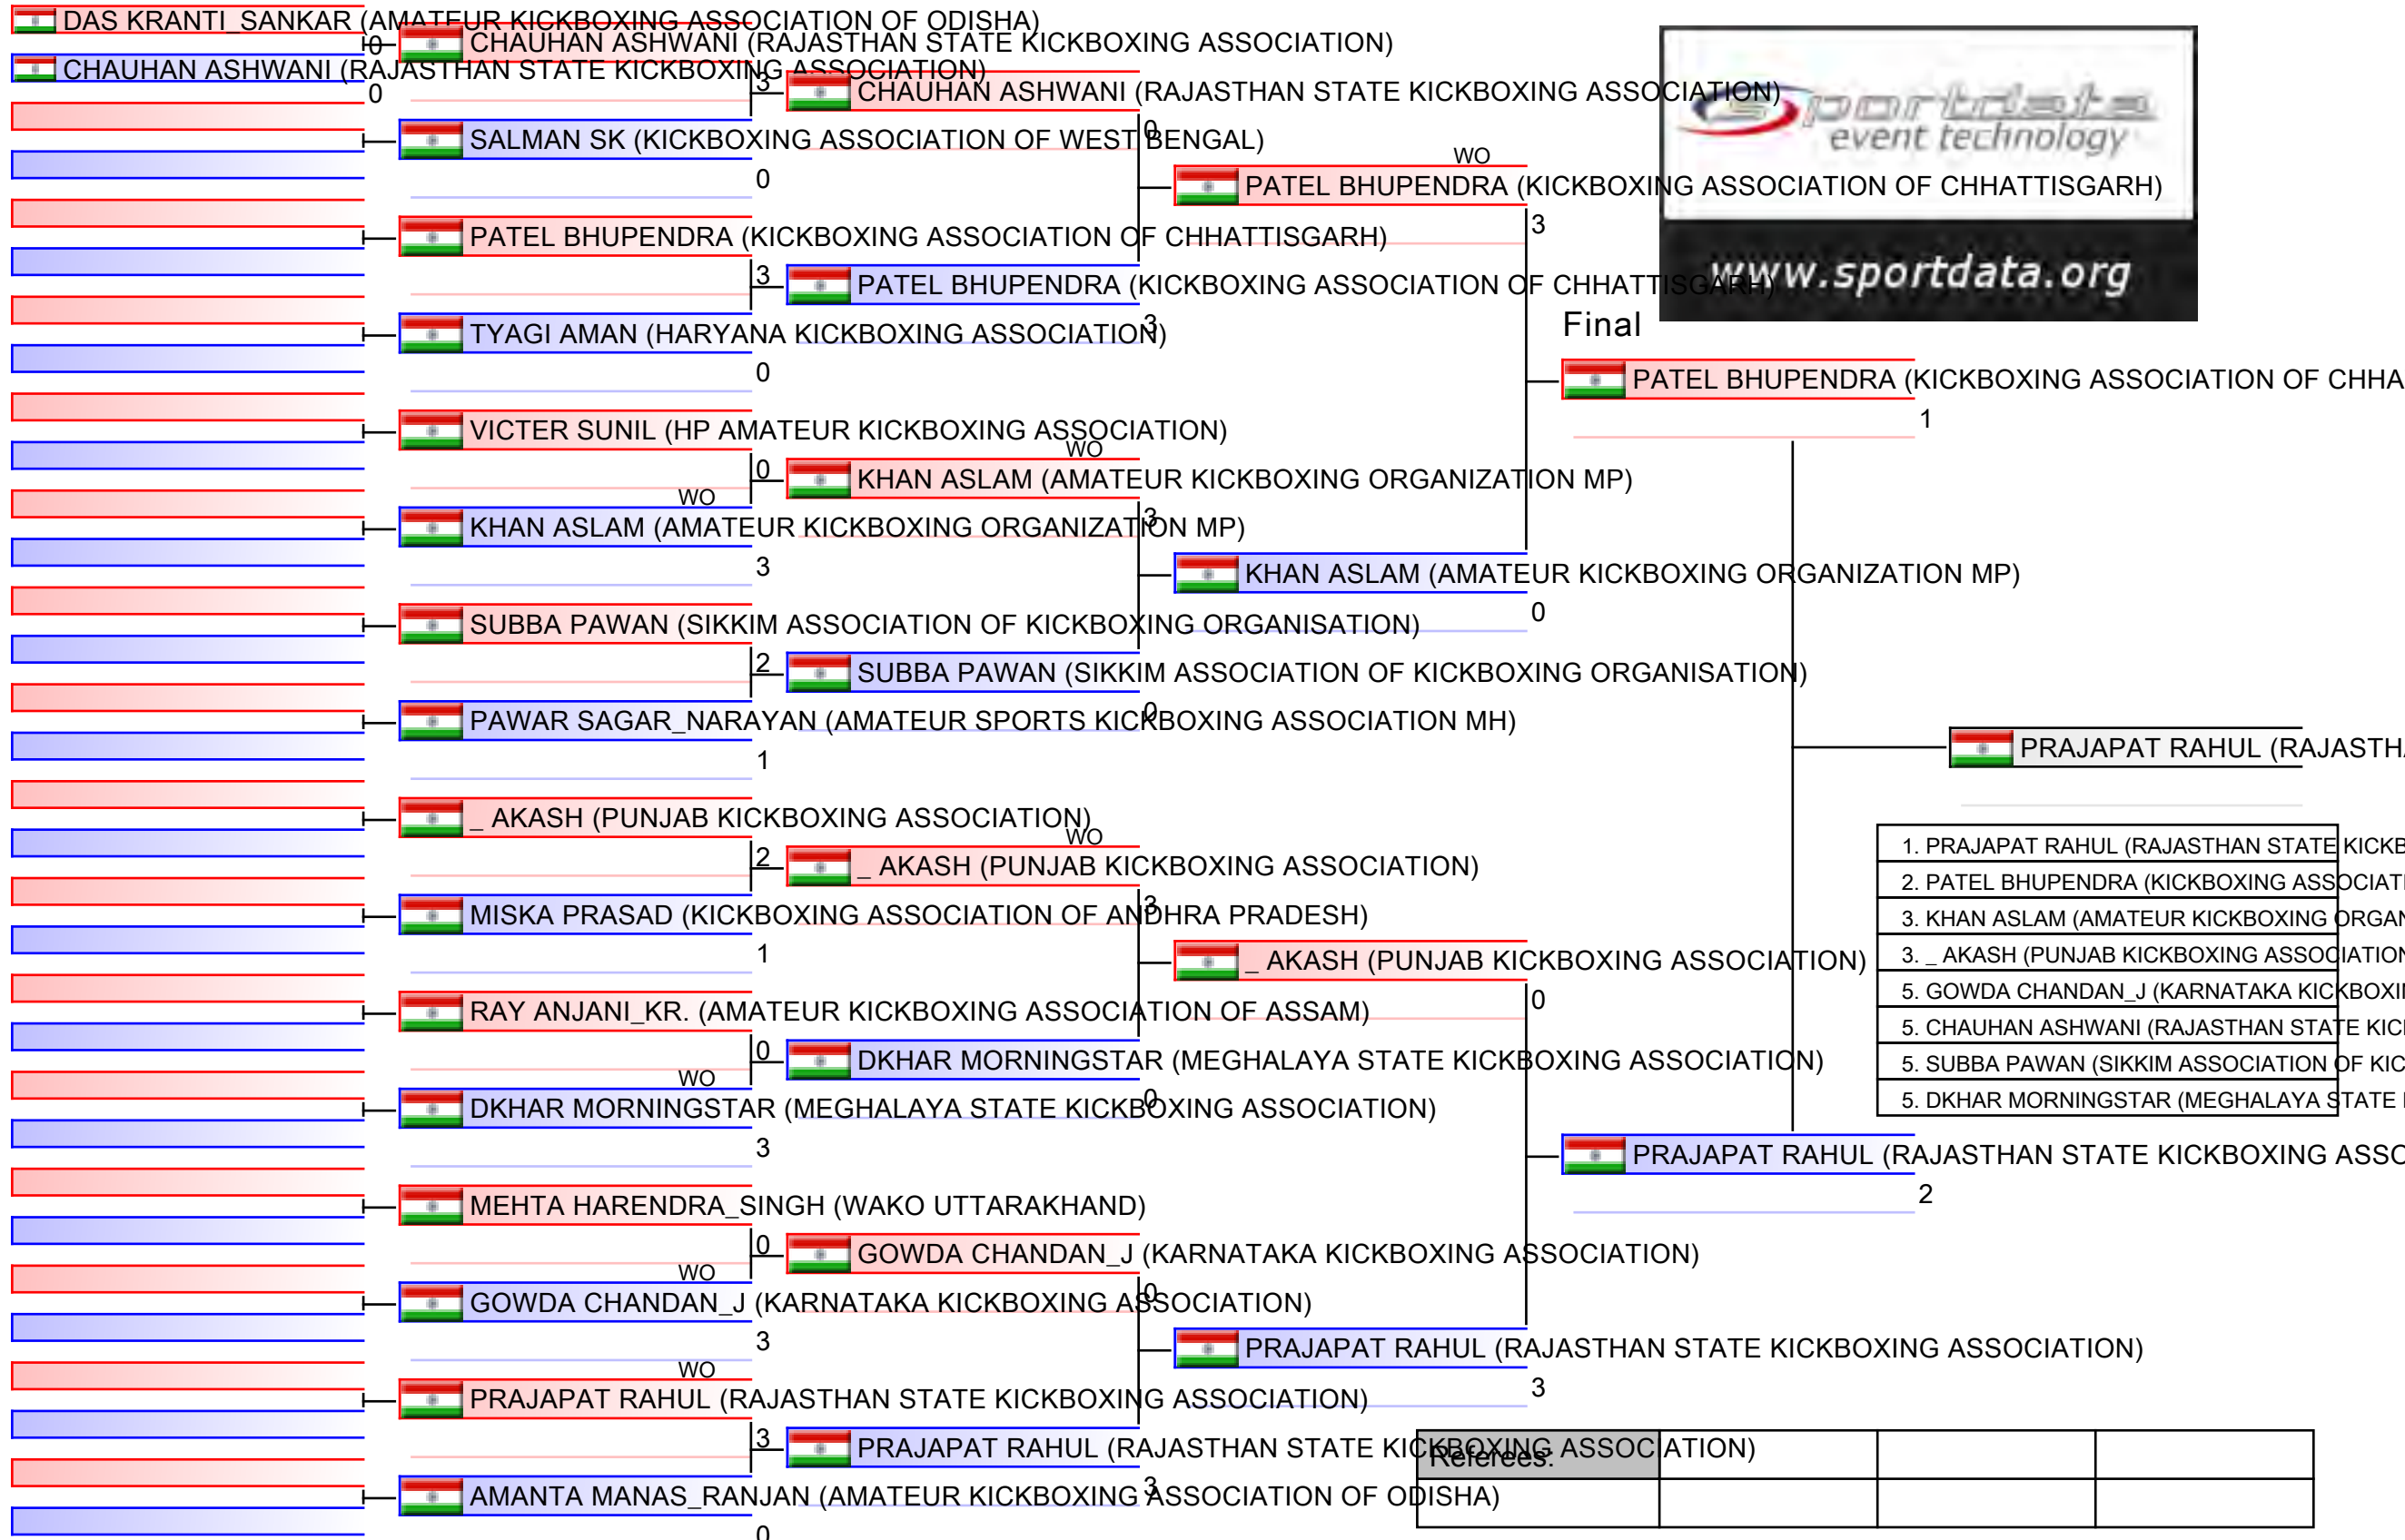 DAS KRANTI_SANKAR (AMATEUR KICKBOXING ASSOCIATION OF ODISHA)
0
CHAUHAN ASHWANI (RAJASTHAN STATE KICKBOXING ASSOCIATION)
0
CHAUHAN ASHWANI (RAJASTHAN STATE KICKBOXING ASSOCIATION)
3
SALMAN SK (KICKBOXING ASSOCIATION OF WEST BENGAL)
0
PATEL BHUPENDRA (KICKBOXING ASSOCIATION OF CHHATTISGARH)
3
TYAGI AMAN (HARYANA KICKBOXING ASSOCIATION)
0
VICTER SUNIL (HP AMATEUR KICKBOXING ASSOCIATION)
0
WO
KHAN ASLAM (AMATEUR KICKBOXING ORGANIZATION MP)
3
SUBBA PAWAN (SIKKIM ASSOCIATION OF KICKBOXING ORGANISATION)
2
PAWAR SAGAR_NARAYAN (AMATEUR SPORTS KICKBOXING ASSOCIATION MH)
1
_ AKASH (PUNJAB KICKBOXING ASSOCIATION)
2
MISKA PRASAD (KICKBOXING ASSOCIATION OF ANDHRA PRADESH)
1
RAY ANJANI_KR. (AMATEUR KICKBOXING ASSOCIATION OF ASSAM)
0
WO
DKHAR MORNINGSTAR (MEGHALAYA STATE KICKBOXING ASSOCIATION)
3
MEHTA HARENDRA_SINGH (WAKO UTTARAKHAND)
0
WO
GOWDA CHANDAN_J (KARNATAKA KICKBOXING ASSOCIATION)
3
WO
PRAJAPAT RAHUL (RAJASTHAN STATE KICKBOXING ASSOCIATION)
3
AMANTA MANAS_RANJAN (AMATEUR KICKBOXING ASSOCIATION OF ODISHA)
0
CHAUHAN ASHWANI (RAJASTHAN STATE KICKBOXING ASSOCIATION)
0
PATEL BHUPENDRA (KICKBOXING ASSOCIATION OF CHHATTISGARH)
3
WO
KHAN ASLAM (AMATEUR KICKBOXING ORGANIZATION MP)
3
SUBBA PAWAN (SIKKIM ASSOCIATION OF KICKBOXING ORGANISATION)
0
WO
_ AKASH (PUNJAB KICKBOXING ASSOCIATION)
3
DKHAR MORNINGSTAR (MEGHALAYA STATE KICKBOXING ASSOCIATION)
0
GOWDA CHANDAN_J (KARNATAKA KICKBOXING ASSOCIATION)
0
PRAJAPAT RAHUL (RAJASTHAN STATE KICKBOXING ASSOCIATION)
3
WO
PATEL BHUPENDRA (KICKBOXING ASSOCIATION OF CHHATTISGARH)
3
KHAN ASLAM (AMATEUR KICKBOXING ORGANIZATION MP)
0
_ AKASH (PUNJAB KICKBOXING ASSOCIATION)
0
PRAJAPAT RAHUL (RAJASTHAN STATE KICKBOXING ASSOCIATION)
3
sportdata
event technology
www.sportdata.org
Final
PATEL BHUPENDRA (KICKBOXING ASSOCIATION OF CHHA
1
PRAJAPAT RAHUL (RAJASTHAN STATE KICKBOXING ASSO
2
PRAJAPAT RAHUL (RAJASTHA
1. PRAJAPAT RAHUL (RAJASTHAN STATE KICKB
2. PATEL BHUPENDRA (KICKBOXING ASSOCIATI
3. KHAN ASLAM (AMATEUR KICKBOXING ORGAN
3. _ AKASH (PUNJAB KICKBOXING ASSOCIATION
5. GOWDA CHANDAN_J (KARNATAKA KICKBOXIN
5. CHAUHAN ASHWANI (RAJASTHAN STATE KICK
5. SUBBA PAWAN (SIKKIM ASSOCIATION OF KIC
5. DKHAR MORNINGSTAR (MEGHALAYA STATE
Referees: